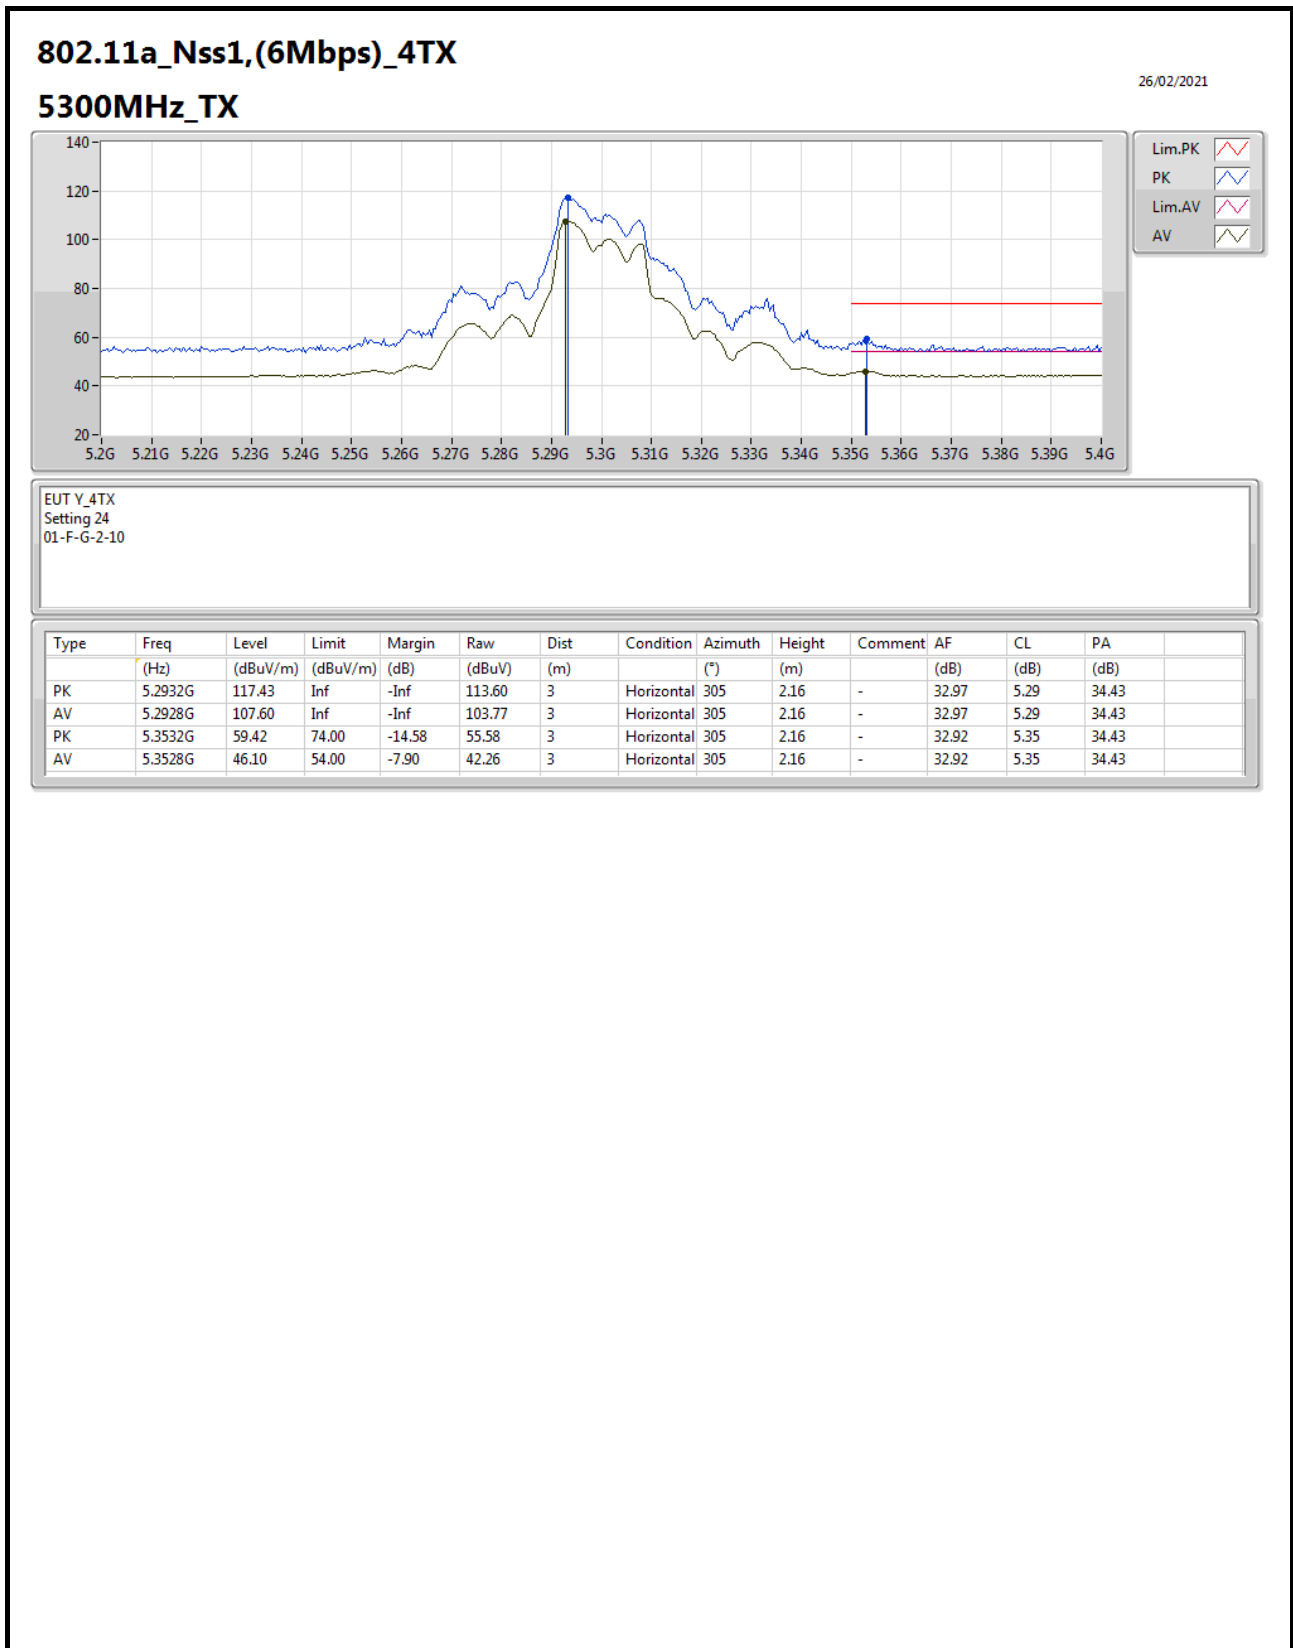 802.11a_Nss1,(6Mbps)_4TX
26/02/2021
5300MHz_TX
140
120
100
80
60
40
20
5.2G 5.21G 5.22G 5.23G 5.24G 5.25G 5.26G 5.27G 5.28G 5.29G 5.3G 5.31G 5.32G 5.33G 5.34G 5.35G 5.36G 5.37G 5.38G 5.39G 5.4G
Lim.PK
PK
Lim.AV
AV
EUT Y_4TX
Setting 24
01-F-G-2-10
Type Freq Level Limit Margin Raw Dist Condition Azimuth Height Comment AF CL PA
(Hz) (dBuV/m) (dBuV/m) (dB) (dBuV) (m) (°) (m) (dB) (dB) (dB)
PK 5.2932G 117.43 Inf -Inf 113.60 3 Horizontal 305 2.16 - 32.97 5.29 34.43
AV 5.2928G 107.60 Inf -Inf 103.77 3 Horizontal 305 2.16 - 32.97 5.29 34.43
PK 5.3532G 59.42 74.00 -14.58 55.58 3 Horizontal 305 2.16 - 32.92 5.35 34.43
AV 5.3528G 46.10 54.00 -7.90 42.26 3 Horizontal 305 2.16 - 32.92 5.35 34.43